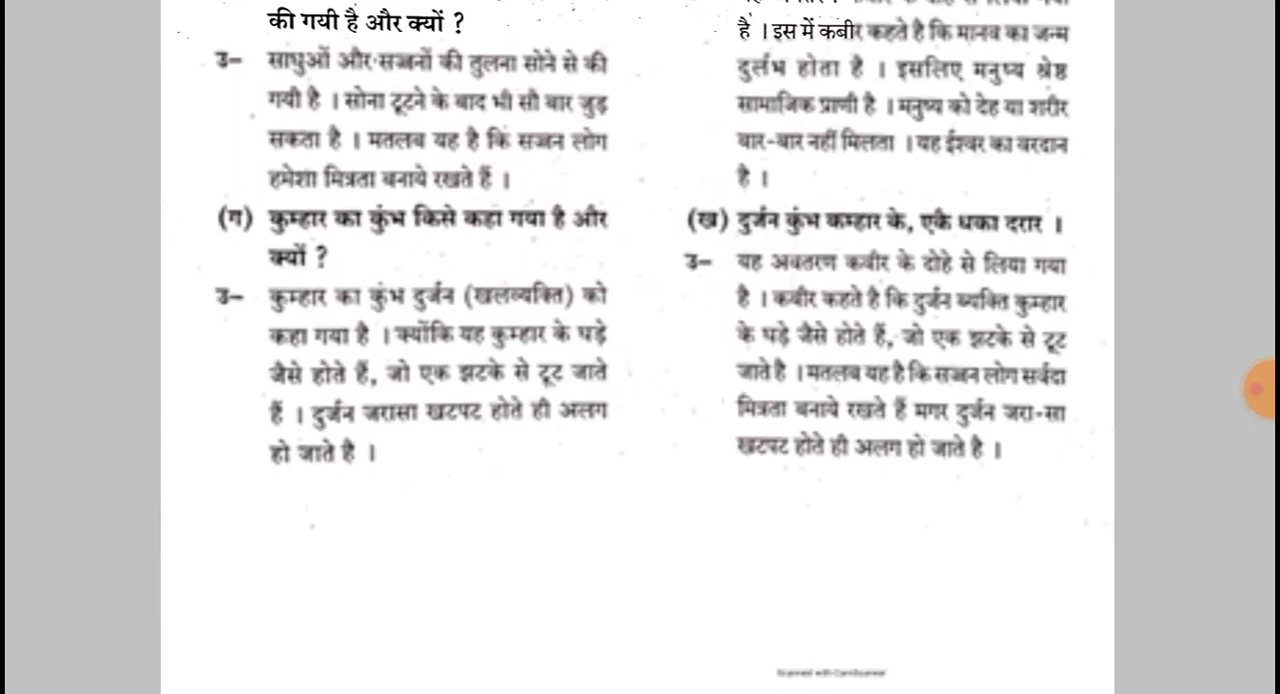 की गयी है और क्यों ?
उ- साधुओं और सज्जनों की तुलना सोने से की
गयी है । सोना टूटने के बाद भी सौ बार जुड़
सकता है । मतलब यह है कि सज्जन लोग
हमेशा मित्रता बनाये रखते हैं ।
(ग) कुम्हार का कुंभ किसे कहा गया है और
क्यों ?
उ- कुम्हार का कुंभ दुर्जन (खलव्यक्ति) को
कहा गया है । क्योंकि यह कुम्हार के घड़े
जैसे होते हैं, जो एक झटके से टूट जाते
हैं । दुर्जन जरासा खटपट होते ही अलग
हो जाते है ।
है । इस में कबीर कहते है कि मानव का जन्म
दुर्लभ होता है । इसलिए मनुष्य श्रेष्ठ
सामाजिक प्राणी है । मनुष्य को देह या शरीर
बार-बार नहीं मिलता । यह ईश्वर का वरदान
है ।
(ख) दुर्जन कुंभ कम्हार के, एकै धका दरार ।
उ- यह अवतरण कबीर के दोहे से लिया गया
है । कबीर कहते है कि दुर्जन व्यक्ति कुम्हार
के घड़े जैसे होते हैं, जो एक झटके से टूट
जाते है । मतलब यह है कि सज्जन लोग सर्वदा
मित्रता बनाये रखते हैं मगर दुर्जन जरा-सा
खटपट होते ही अलग हो जाते है ।
Scanned with CamScanner